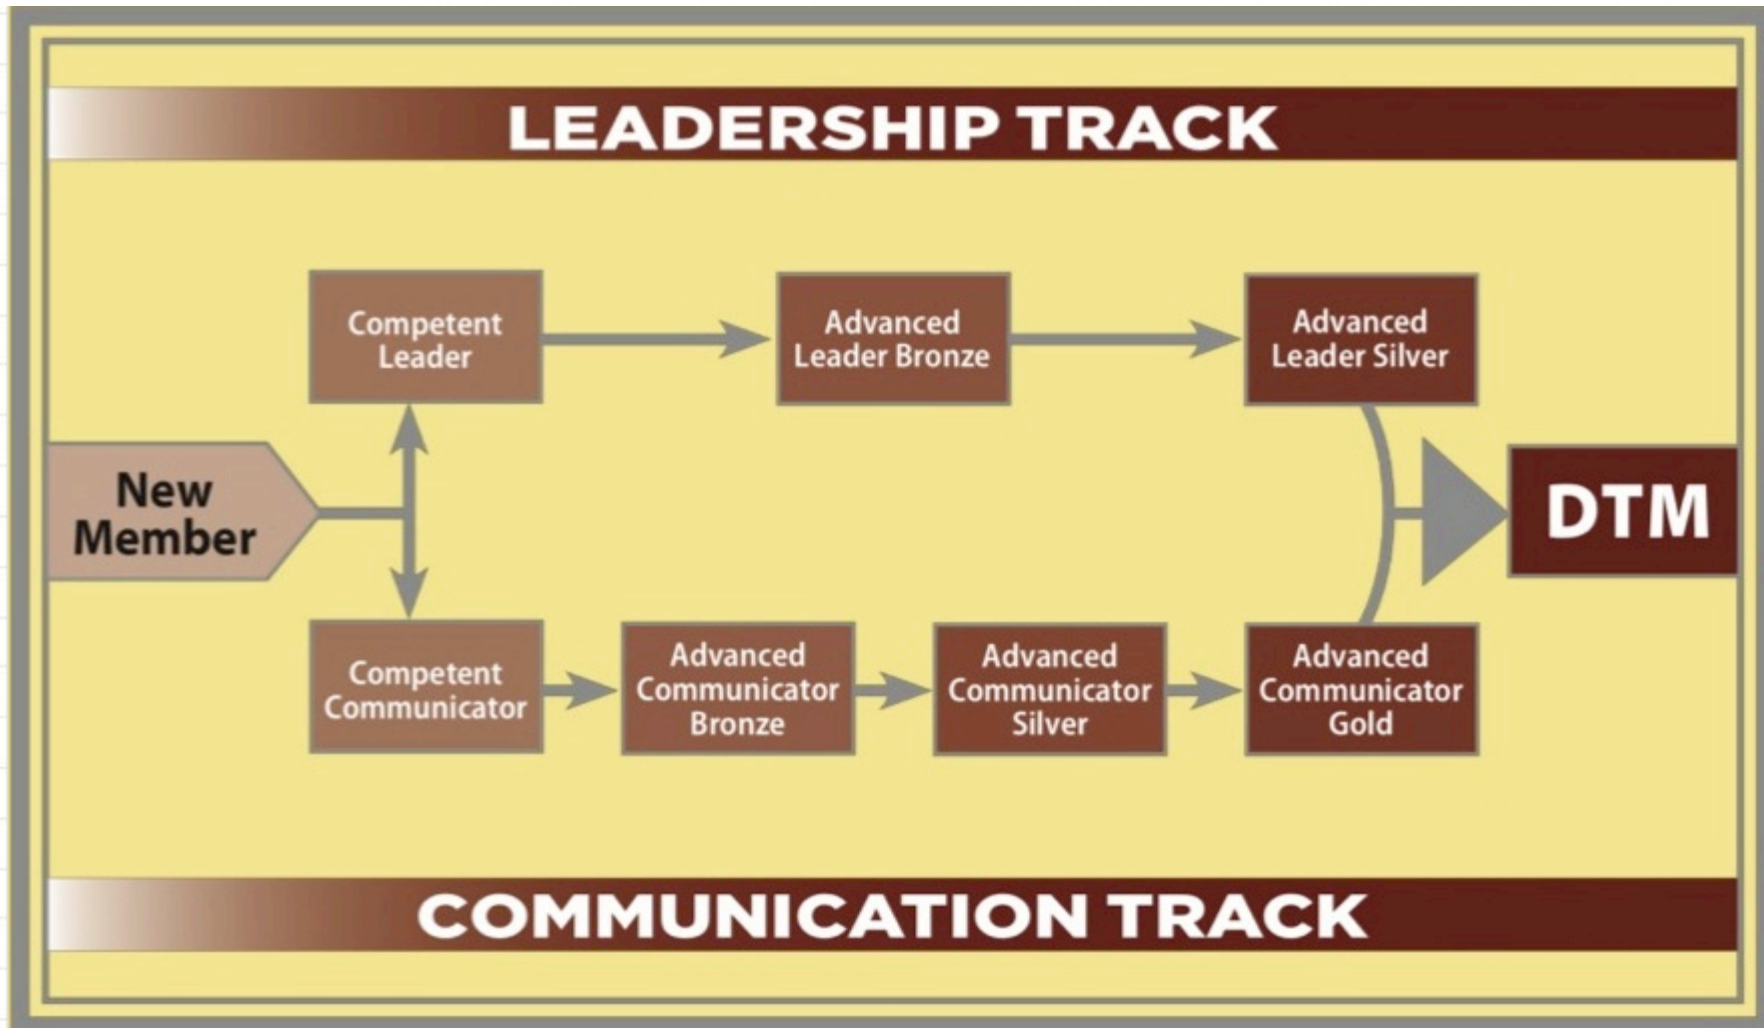 LEADERSHIP TRACK
Competent
Leader
Advanced
Leader Bronze
Advanced
Leader Silver
New
Member
DTM
Competent
Communicator
Advanced
Communicator
Bronze
Advanced
Communicator
Silver
Advanced
Communicator
Gold
COMMUNICATION TRACK